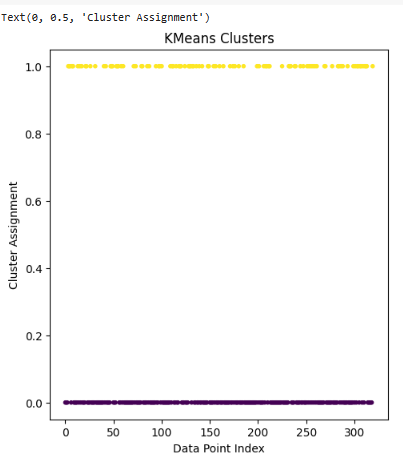 Text(0, 0.5, 'Cluster Assignment')
KMeans Clusters
1.0
0.8
0.6
0.4
0.2
0.0
Cluster Assignment
0 50 100 150 200 250 300
Data Point Index